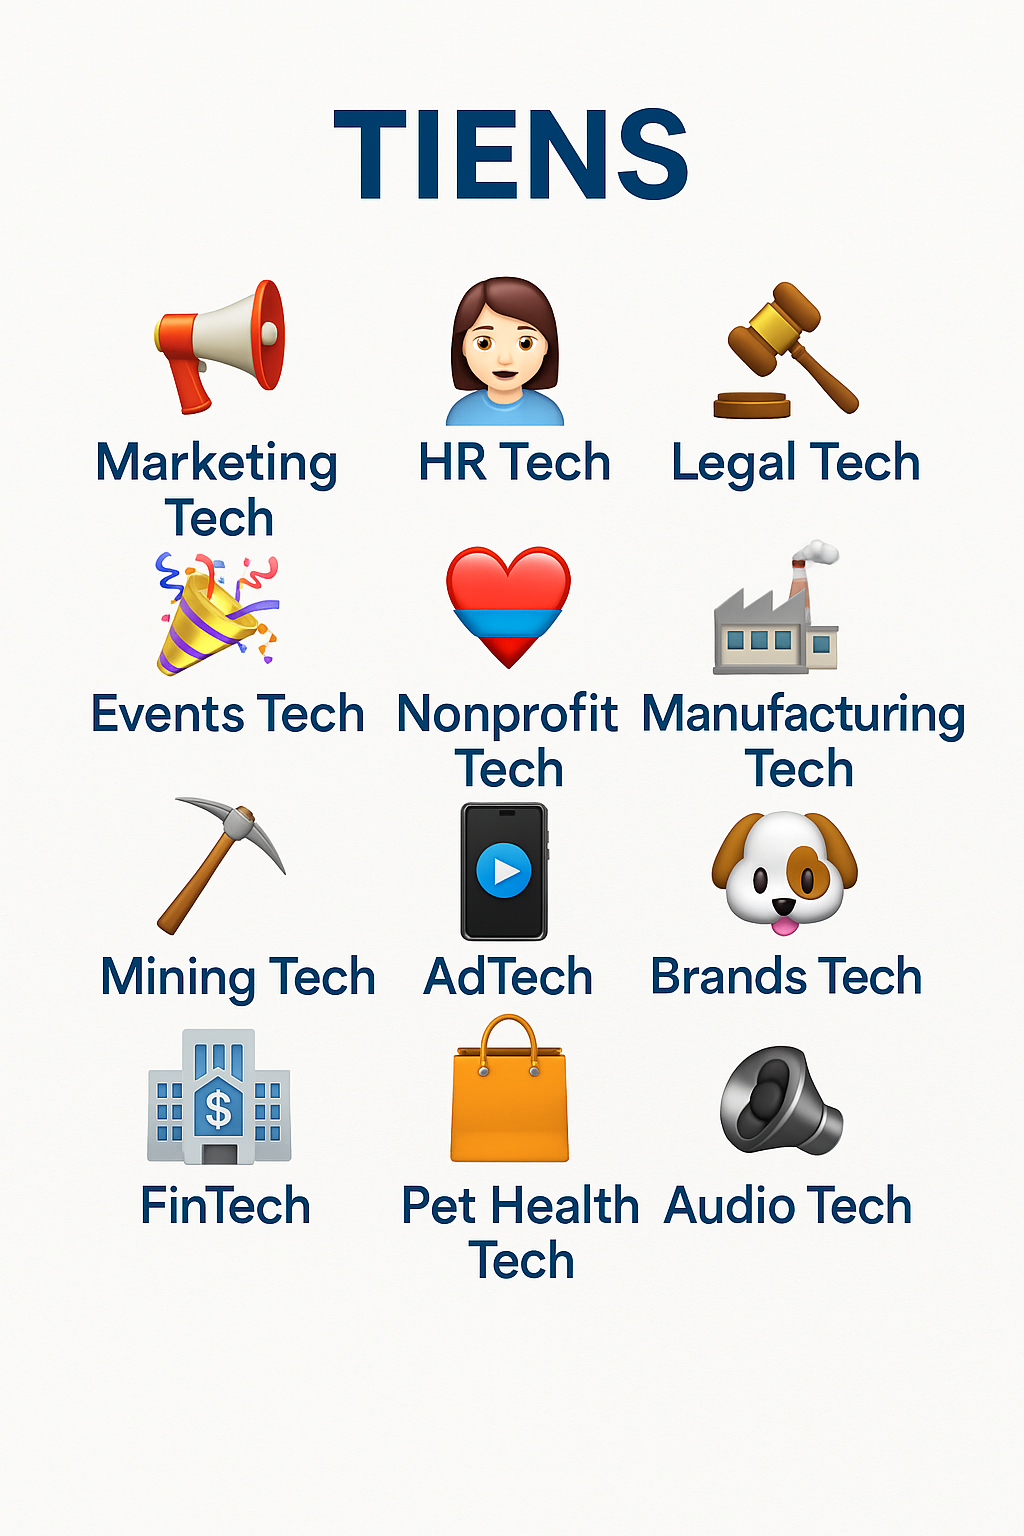 TIENS
Marketing
Tech
HR Tech
Legal Tech
Events Tech
Nonprofit
Tech
Manufacturing
Tech
Mining Tech
AdTech
Brands Tech
$
FinTech
Pet Health
Tech
Audio Tech